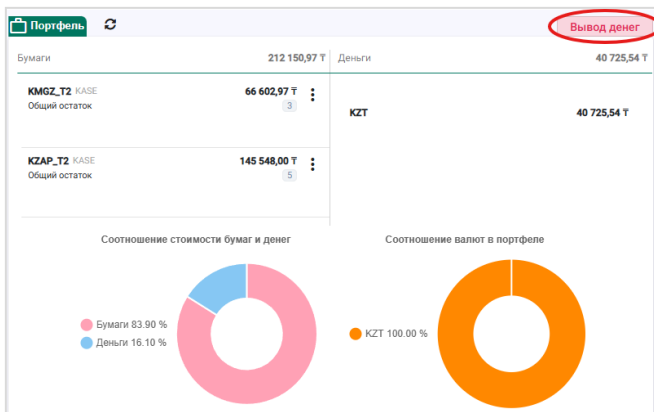 Портфель
Вывод денег
Бумаги 212 150,97 ₸
Деньги 40 725,54 ₸
KMGZ_T2 KASE 66 602,97 ₸
Общий остаток 3
KZT 40 725,54 ₸
KZAP_T2 KASE 145 548,00 ₸
Общий остаток 5
Соотношение стоимости бумаг и денег
Бумаги 83.90 %
Деньги 16.10 %
Соотношение валют в портфеле
KZT 100.00 %